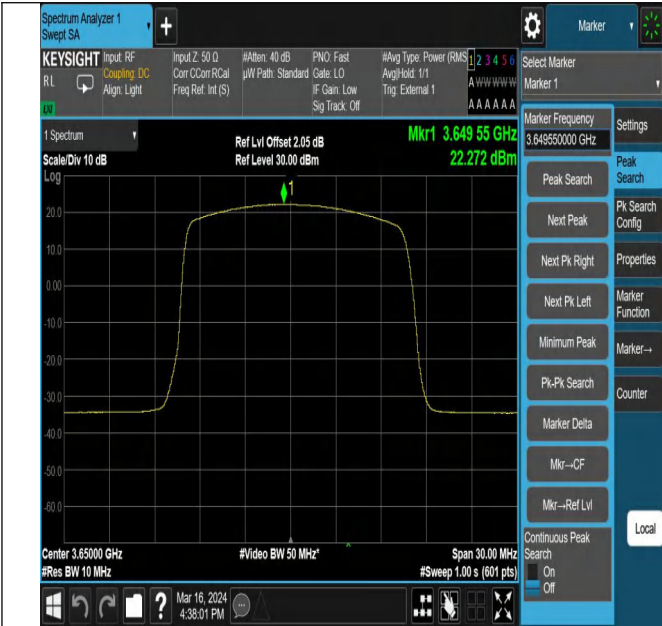 Spectrum Analyzer 1
Swept SA
Marker
KEYSIGHT
RL
LXI
Input: RF
Coupling: DC
Align: Light
Input Z: 50 Ω
Corr CCorr RCal
Freq Ref: Int (S)
#Atten: 40 dB
µW Path: Standard
PNO: Fast
Gate: LO
IF Gain: Low
Sig Track: Off
#Avg Type: Power (RMS
Avg|Hold: 1/1
Trig: External 1
1 2 3 4 5 6
A W W W W W
A A A A A A
Select Marker
Marker 1
1 Spectrum
Scale/Div 10 dB
Log
Ref Lvl Offset 2.05 dB
Ref Level 30.00 dBm
Mkr1 3.649 55 GHz
22.272 dBm
1
20.0
10.0
0.00
-10.0
-20.0
-30.0
-40.0
-50.0
-60.0
Center 3.65000 GHz
#Res BW 10 MHz
#Video BW 50 MHz*
Span 30.00 MHz
#Sweep 1.00 s (601 pts)
Marker Frequency
3.649550000 GHz
Peak Search
Next Peak
Next Pk Right
Next Pk Left
Minimum Peak
Pk-Pk Search
Marker Delta
Mkr→CF
Mkr→Ref Lvl
Continuous Peak
Search
On
Off
Settings
Peak
Search
Pk Search
Config
Properties
Marker
Function
Marker→
Counter
Local
?
Mar 16, 2024
4:38:01 PM